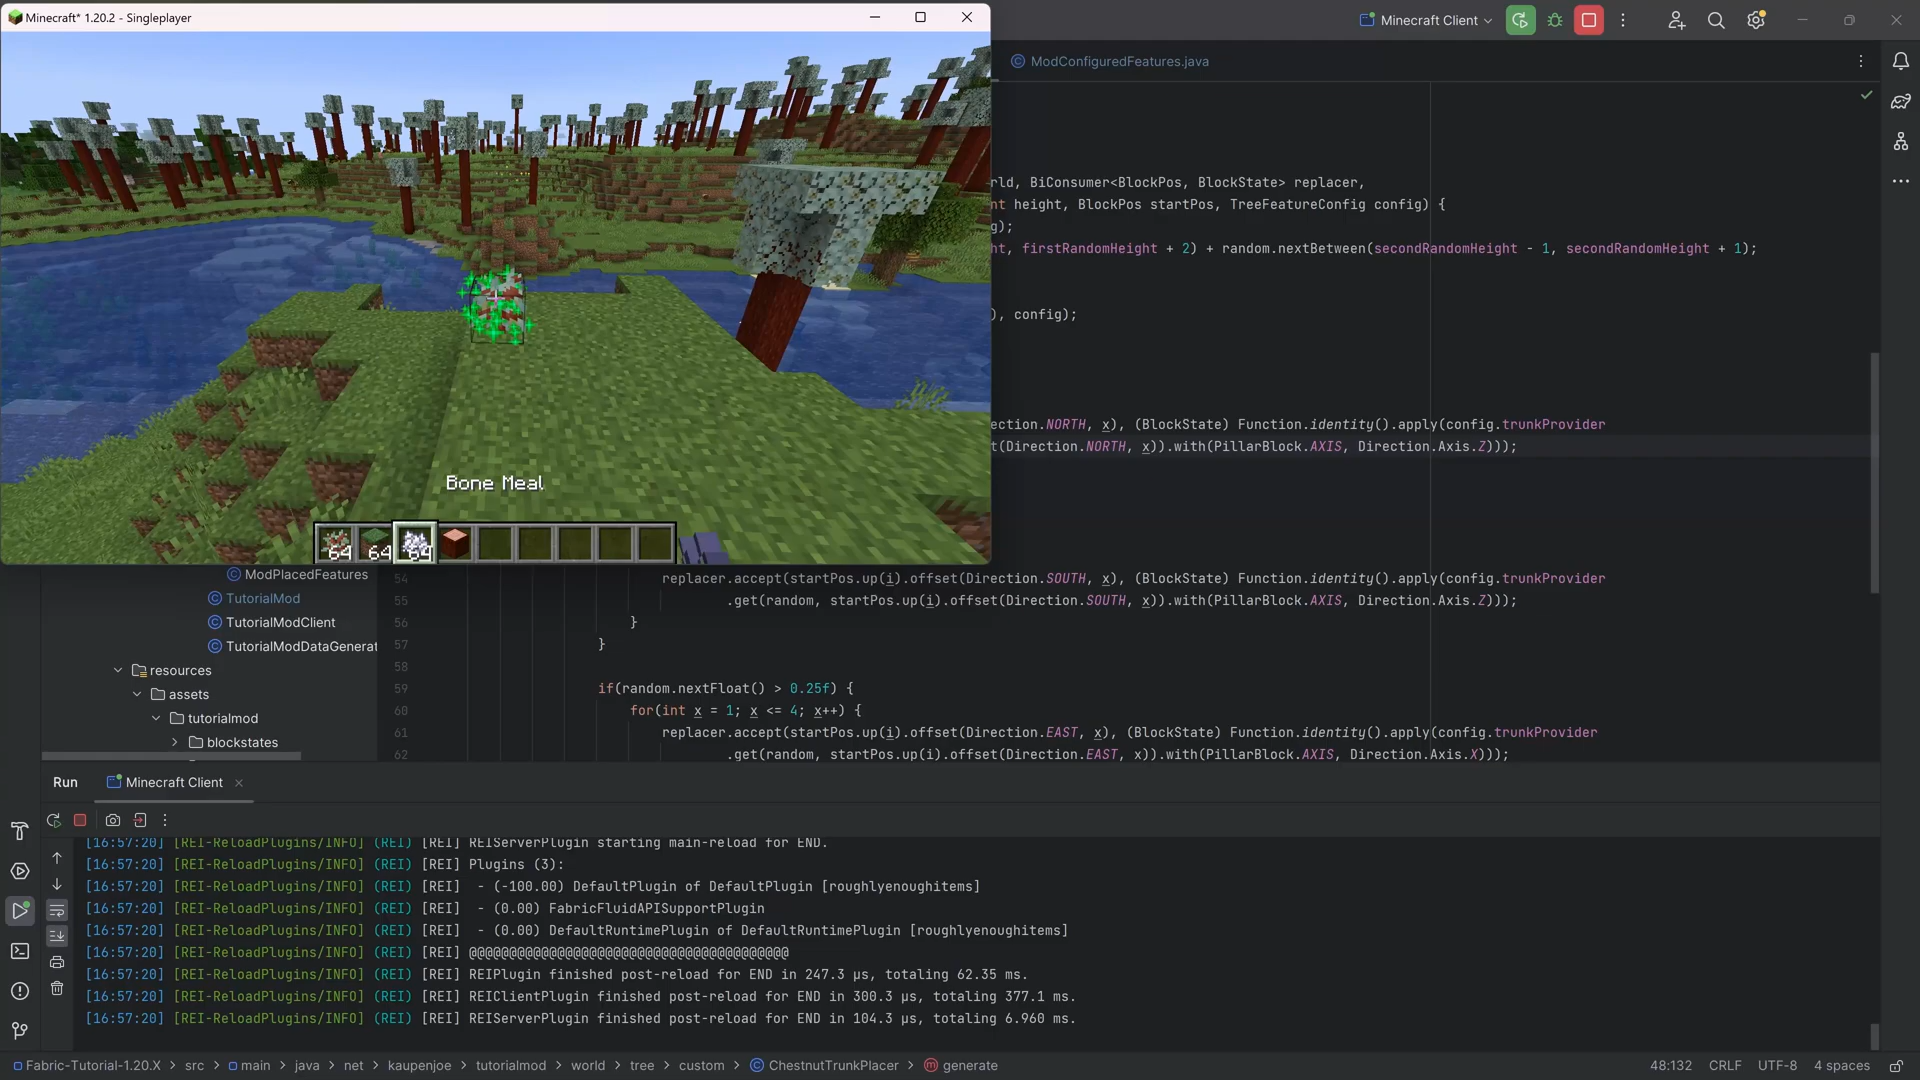 Minecraft* 1.20.2 - Singleplayer
Minecraft Client
ModConfiguredFeatures.java
rld, BiConsumer<BlockPos, BlockState> replacer,
nt height, BlockPos startPos, TreeFeatureConfig config) {
g);
ht, firstRandomHeight + 2) + random.nextBetween(secondRandomHeight - 1, secondRandomHeight + 1);
), config);
ection.NORTH, x), (BlockState) Function.identity().apply(config.trunkProvider
t(Direction.NORTH, x)).with(PillarBlock.AXIS, Direction.Axis.Z)));
Bone Meal
64
64
64
ModPlacedFeatures
TutorialMod
TutorialModClient
TutorialModDataGenerat
resources
assets
tutorialmod
blockstates
54 replacer.accept(startPos.up(i).offset(Direction.SOUTH, x), (BlockState) Function.identity().apply(config.trunkProvider
55 .get(random, startPos.up(i).offset(Direction.SOUTH, x)).with(PillarBlock.AXIS, Direction.Axis.Z)));
56 }
57 }
58
59 if(random.nextFloat() > 0.25f) {
60 for(int x = 1; x <= 4; x++) {
61 replacer.accept(startPos.up(i).offset(Direction.EAST, x), (BlockState) Function.identity().apply(config.trunkProvider
62 .get(random, startPos.up(i).offset(Direction.EAST, x)).with(PillarBlock.AXIS, Direction.Axis.X)));
Run Minecraft Client
[16:57:20] [REI-ReloadPlugins/INFO] (REI) [REI] REIServerPlugin starting main-reload for END.
[16:57:20] [REI-ReloadPlugins/INFO] (REI) [REI] Plugins (3):
[16:57:20] [REI-ReloadPlugins/INFO] (REI) [REI]  - (-100.00) DefaultPlugin of DefaultPlugin [roughlyenoughitems]
[16:57:20] [REI-ReloadPlugins/INFO] (REI) [REI]  - (0.00) FabricFluidAPISupportPlugin
[16:57:20] [REI-ReloadPlugins/INFO] (REI) [REI]  - (0.00) DefaultRuntimePlugin of DefaultRuntimePlugin [roughlyenoughitems]
[16:57:20] [REI-ReloadPlugins/INFO] (REI) [REI] @@@@@@@@@@@@@@@@@@@@@@@@@@@@@@@@@@@@@@@@
[16:57:20] [REI-ReloadPlugins/INFO] (REI) [REI] REIPlugin finished post-reload for END in 247.3 μs, totaling 62.35 ms.
[16:57:20] [REI-ReloadPlugins/INFO] (REI) [REI] REIClientPlugin finished post-reload for END in 300.3 μs, totaling 377.1 ms.
[16:57:20] [REI-ReloadPlugins/INFO] (REI) [REI] REIServerPlugin finished post-reload for END in 104.3 μs, totaling 6.960 ms.
Fabric-Tutorial-1.20.X > src > main > java > net > kaupenjoe > tutorialmod > world > tree > custom > ChestnutTrunkPlacer > generate
48:132 CRLF UTF-8 4 spaces